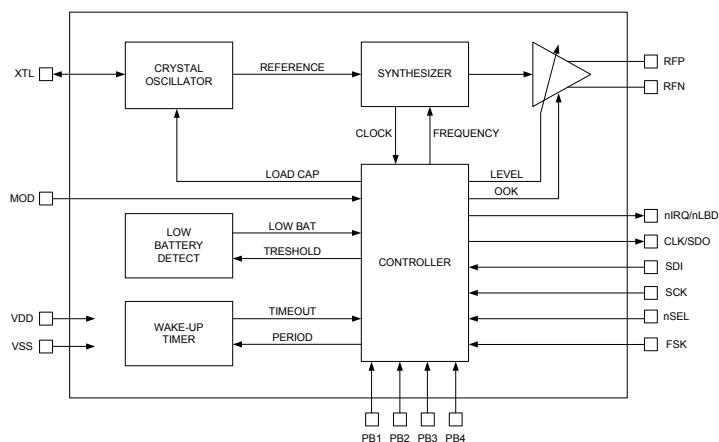 CRYSTAL
OSCILLATOR
REFERENCE
SYNTHESIZER
XTL
RFP
RFN
CLOCK
FREQUENCY
LOAD CAP
LEVEL
OOK
MOD
nIRQ/nLBD
LOW
BATTERY
DETECT
LOW BAT
TRESHOLD
CONTROLLER
CLK/SDO
SDI
SCK
VDD
VSS
WAKE-UP
TIMER
TIMEOUT
PERIOD
nSEL
FSK
PB1 PB2 PB3 PB4